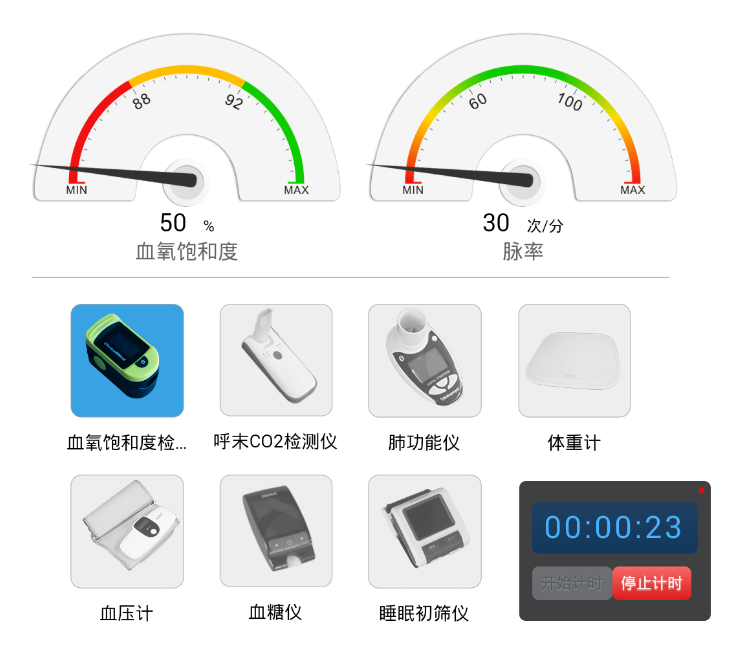 88 92
MIN MAX
50 %
血氧饱和度
60 100
MIN MAX
30 次/分
脉率
血氧饱和度检...
呼末CO2检测仪
肺功能仪
体重计
血压计
血糖仪
睡眠初筛仪
00:00:23
开始计时
停止计时